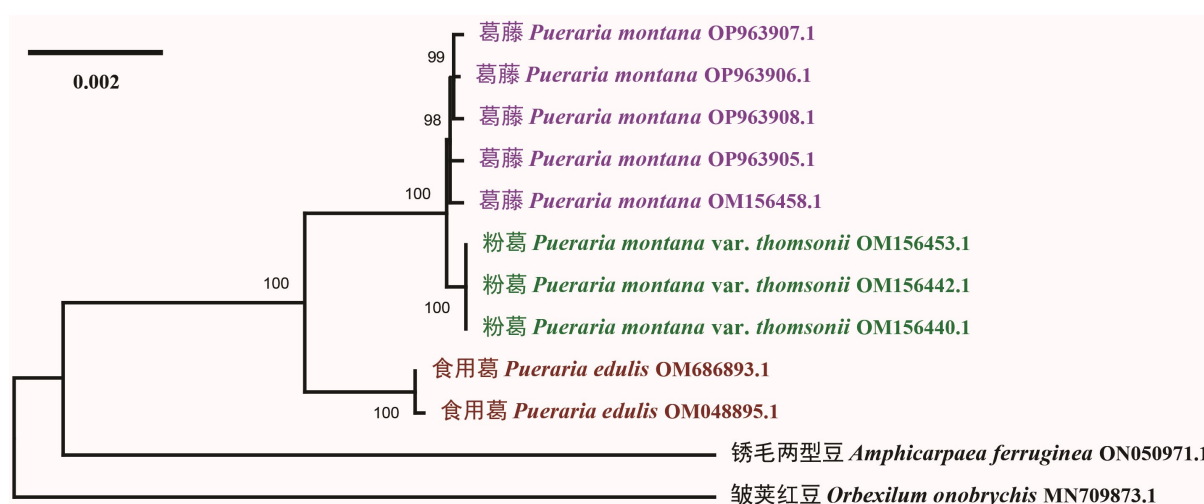 葛藤 Pueraria montana OP963907.1
99
0.002
葛藤 Pueraria montana OP963906.1
98
葛藤 Pueraria montana OP963908.1
葛藤 Pueraria montana OP963905.1
100
葛藤 Pueraria montana OM156458.1
粉葛 Pueraria montana var. thomsonii OM156453.1
100
粉葛 Pueraria montana var. thomsonii OM156442.1
100
粉葛 Pueraria montana var. thomsonii OM156440.1
食用葛 Pueraria edulis OM686893.1
100
食用葛 Pueraria edulis OM048895.1
锈毛两型豆 Amphicarpaea ferruginea ON050971.1
皱荚红豆 Orbexilum onobrychis MN709873.1